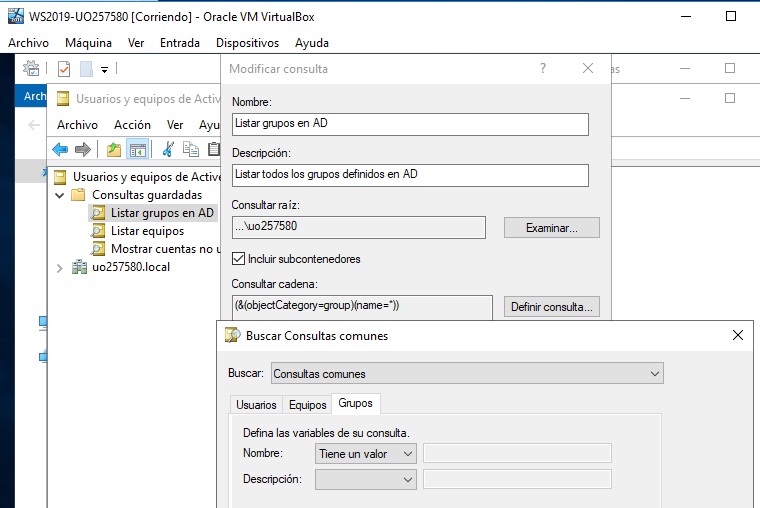 WS2019-UO257580 [Corriendo] - Oracle VM VirtualBox
Archivo Máquina Ver Entrada Dispositivos Ayuda
Modificar consulta
Arch
Usuarios y equipos de Active
Archivo Acción Ver Ayu
Usuarios y equipos de Active
Consultas guardadas
Listar grupos en AD
Listar equipos
Mostrar cuentas no u
uo257580.local
Nombre:
Listar grupos en AD
Descripción:
Listar todos los grupos definidos en AD
Consultar raíz:
...\uo257580
Examinar...
Incluir subcontenedores
Consultar cadena:
(&(objectCategory=group)(name=*))
Definir consulta...
Buscar Consultas comunes
Buscar: Consultas comunes
Usuarios Equipos Grupos
Defina las variables de su consulta.
Nombre: Tiene un valor
Descripción: